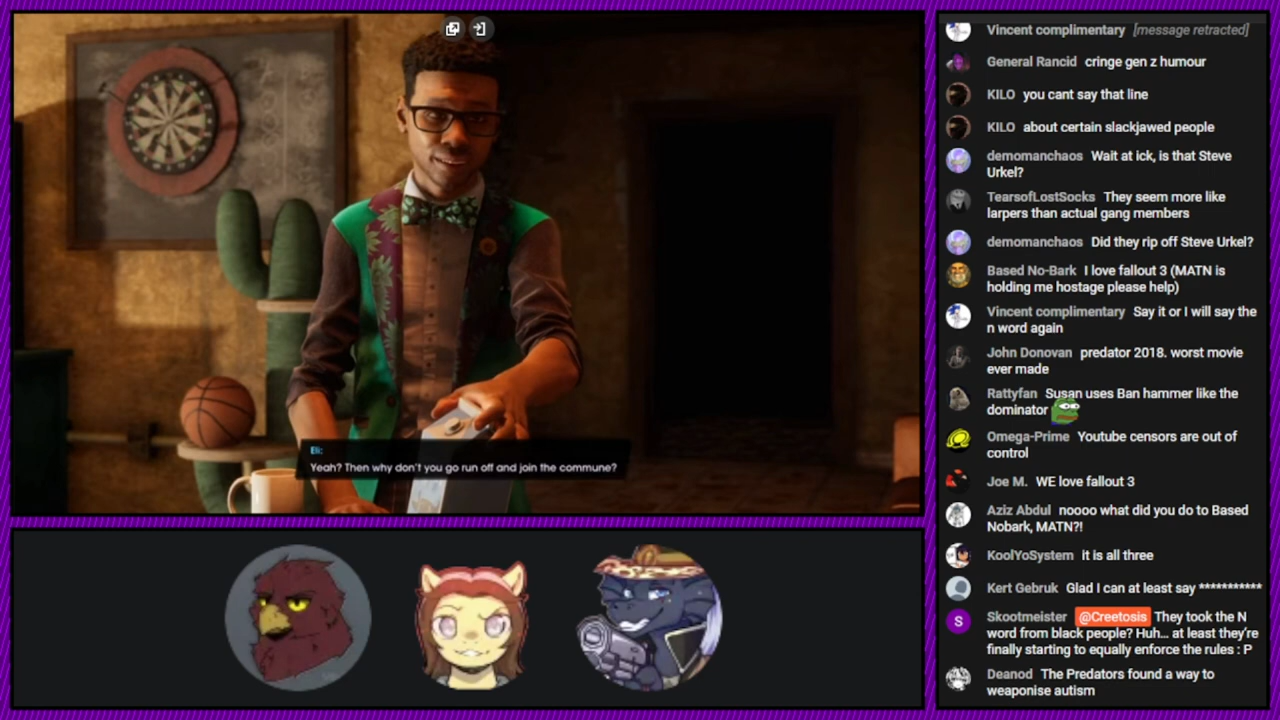 Eli:
Yeah? Then why don't you go run off and join the commune?
Vincent complimentary [message retracted]
General Rancid cringe gen z humour
KILO you cant say that line
KILO about certain slackjawed people
demomanchaos Wait at ick, is that Steve
Urkel?
TearsofLostSocks They seem more like
larpers than actual gang members
demomanchaos Did they rip off Steve Urkel?
Based No-Bark I love fallout 3 (MATN is
holding me hostage please help)
Vincent complimentary Say it or I will say the
n word again
John Donovan predator 2018. worst movie
ever made
Rattyfan Susan uses Ban hammer like the
dominator
Omega-Prime Youtube censors are out of
control
Joe M. WE love fallout 3
Aziz Abdul noooo what did you do to Based
Nobark, MATN?!
KoolYoSystem it is all three
Kert Gebruk Glad I can at least say ***********
S
Skootmeister @Creetosis They took the N
word from black people? Huh... at least they're
finally starting to equally enforce the rules : P
Deanod The Predators found a way to
weaponise autism